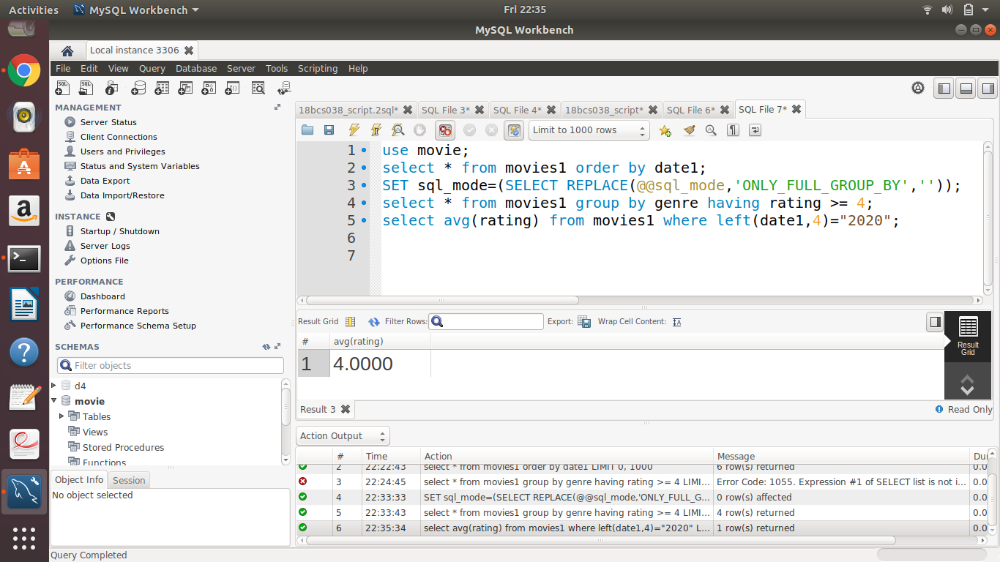 Activities MySQL Workbench Fri 22:35
MySQL Workbench
Local instance 3306
File Edit View Query Database Server Tools Scripting Help
MANAGEMENT
Server Status
Client Connections
Users and Privileges
Status and System Variables
Data Export
Data Import/Restore
INSTANCE
Startup / Shutdown
Server Logs
Options File
PERFORMANCE
Dashboard
Performance Reports
Performance Schema Setup
SCHEMAS
Filter objects
d4
movie
Tables
Views
Stored Procedures
Functions
Object Info Session
No object selected
18bcs038_script.2sql* SQL File 3* SQL File 4* 18bcs038_script* SQL File 6* SQL File 7*
Limit to 1000 rows
1 use movie;
2 select * from movies1 order by date1;
3 SET sql_mode=(SELECT REPLACE(@@sql_mode,'ONLY_FULL_GROUP_BY',''));
4 select * from movies1 group by genre having rating >= 4;
5 select avg(rating) from movies1 where left(date1,4)="2020";
6
7
Result Grid Filter Rows: Export: Wrap Cell Content:
# avg(rating)
1 4.0000
Result Grid
Result 3 Read Only
Action Output
# Time Action Message
2 22:22:43 select * from movies1 order by date1 LIMIT 0, 1000 6 row(s) returned 0.0
3 22:24:45 select * from movies1 group by genre having rating >= 4 LIMI... Error Code: 1055. Expression #1 of SELECT list is not i... 0.0
4 22:33:33 SET sql_mode=(SELECT REPLACE(@@sql_mode,'ONLY_FULL_G... 0 row(s) affected 0.0
5 22:33:43 select * from movies1 group by genre having rating >= 4 LIMI... 4 row(s) returned 0.0
6 22:35:34 select avg(rating) from movies1 where left(date1,4)="2020" L... 1 row(s) returned 0.0
Query Completed